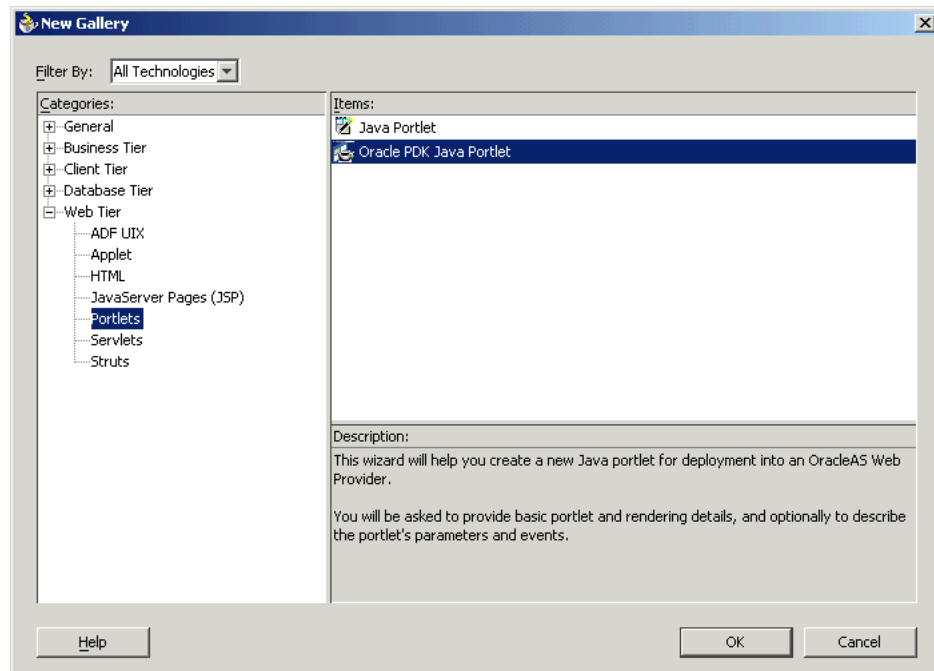 New Gallery
Filter By: All Technologies
Categories:
General
Business Tier
Client Tier
Database Tier
Web Tier
ADF UIX
Applet
HTML
JavaServer Pages (JSP)
Portlets
Servlets
Struts
Items:
Java Portlet
Oracle PDK Java Portlet
Description:
This wizard will help you create a new Java portlet for deployment into an OracleAS Web
Provider.
You will be asked to provide basic portlet and rendering details, and optionally to describe
the portlet's parameters and events.
Help
OK
Cancel